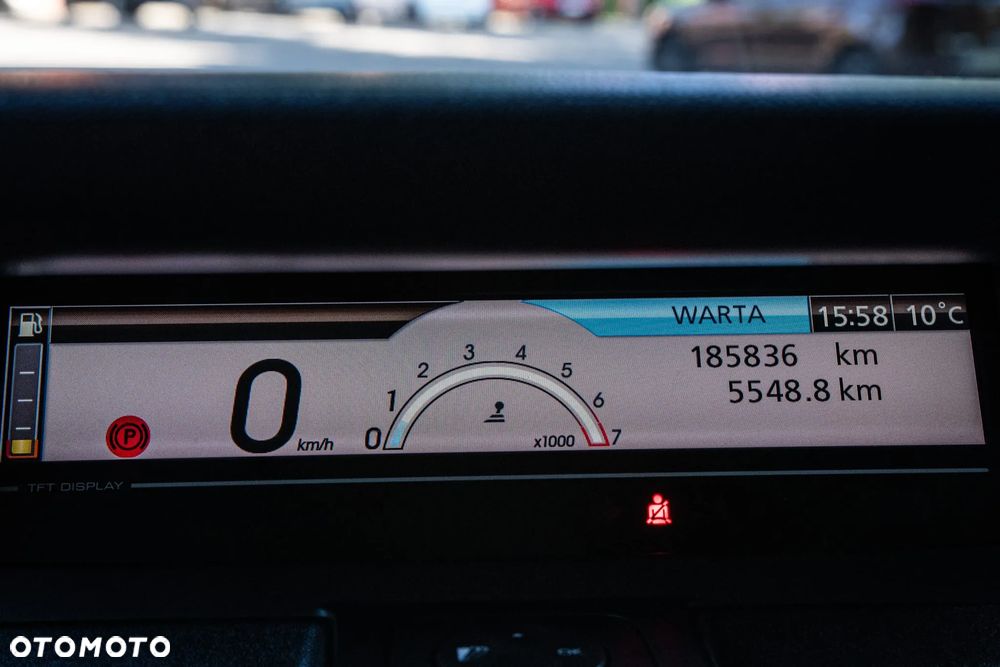 WARTA 15:58 10°C
185836 km
5548.8 km
0 km/h
0 1 2 3 4 5 6 7
x1000
P
TFT DISPLAY
OTOMOTO